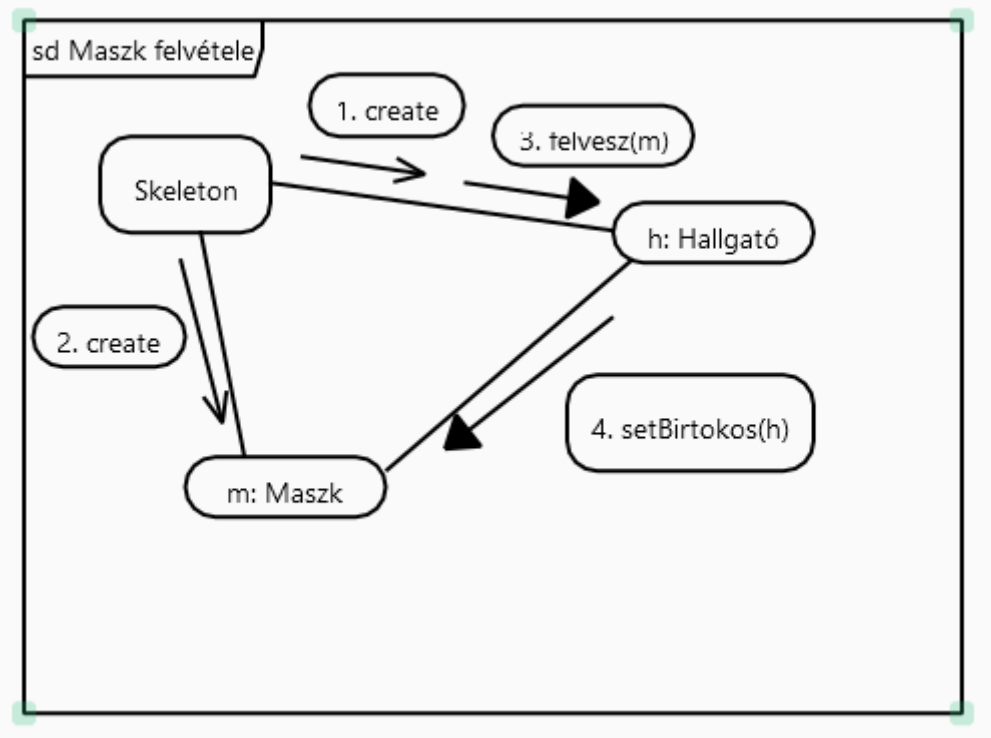 sd Maszk felvétele
1. create
3. felvesz(m)
Skeleton
h: Hallgató
2. create
4. setBirtokos(h)
m: Maszk